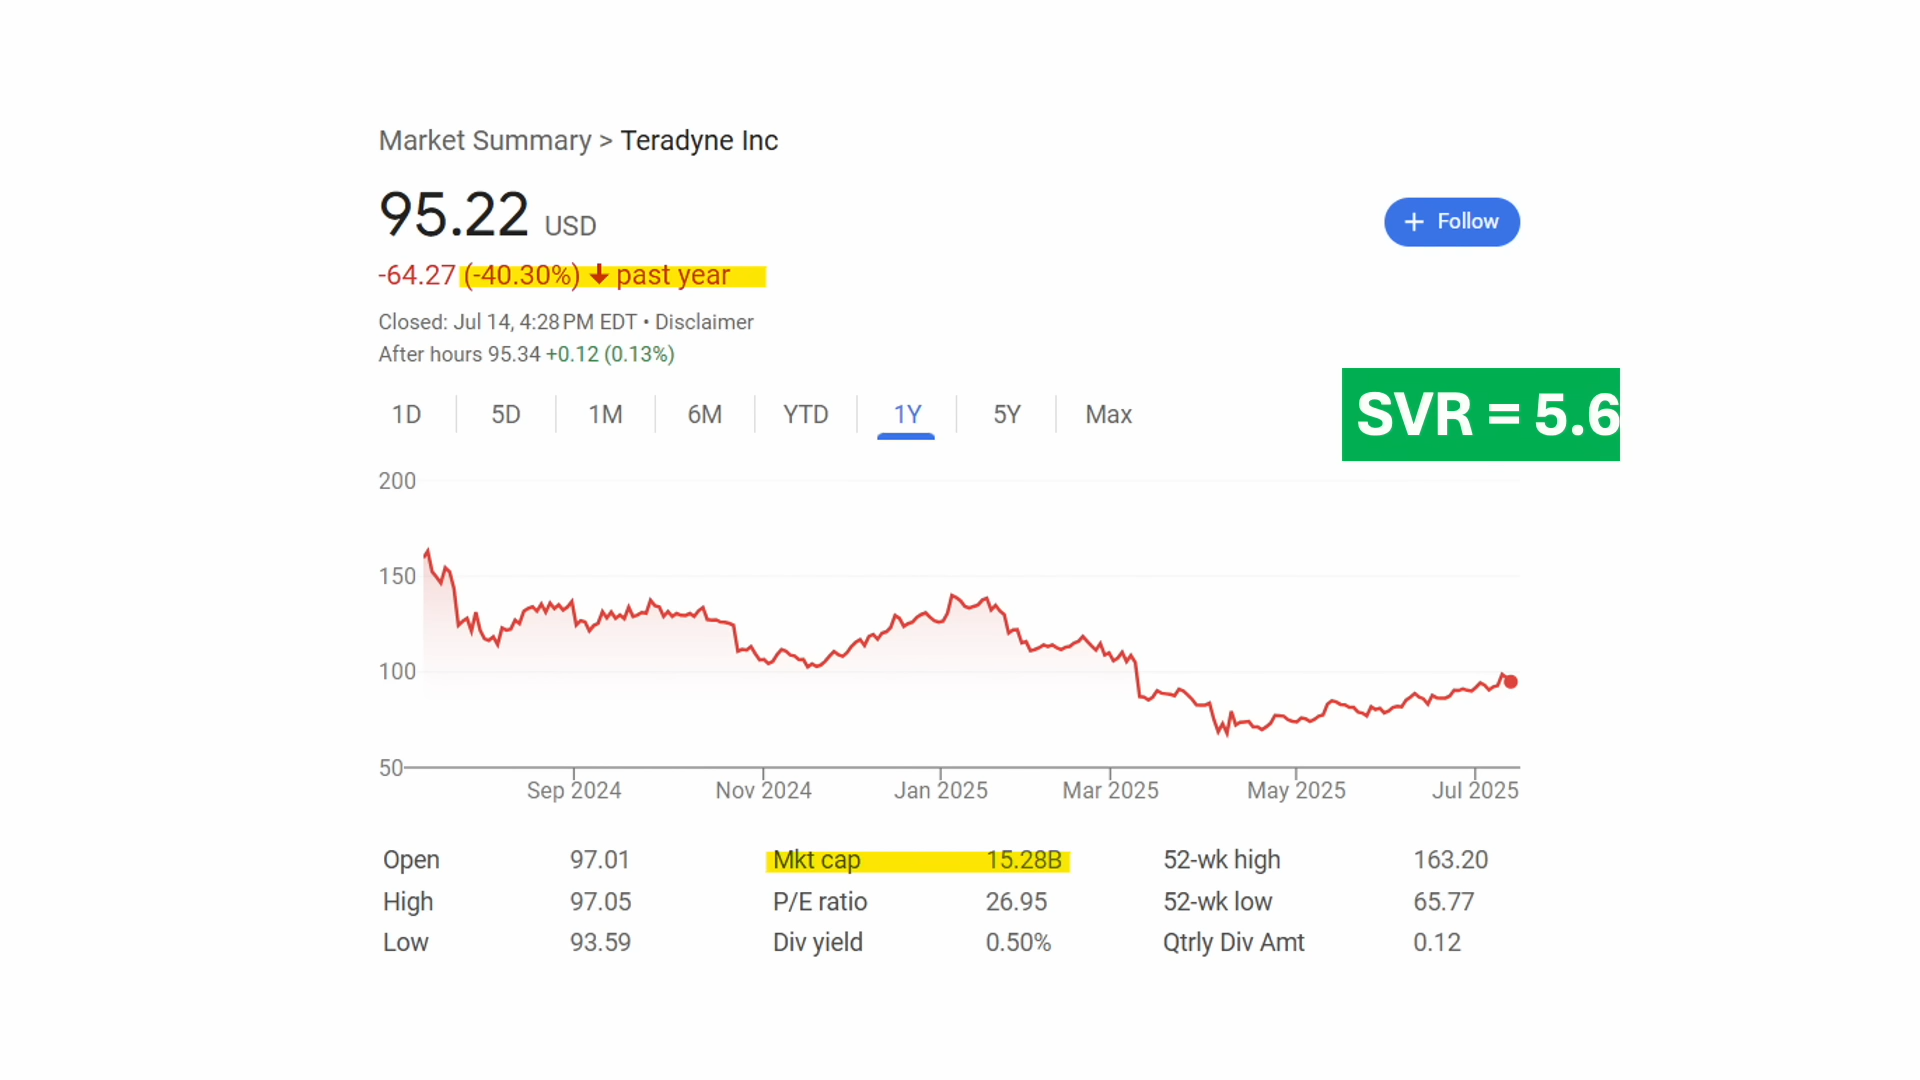 Market Summary > Teradyne Inc
95.22 USD
+ Follow
-64.27 (-40.30%) ↓ past year
Closed: Jul 14, 4:28 PM EDT • Disclaimer
After hours 95.34 +0.12 (0.13%)
1D 5D 1M 6M YTD 1Y 5Y Max
SVR = 5.6
200
150
100
50
Sep 2024 Nov 2024 Jan 2025 Mar 2025 May 2025 Jul 2025
Open 97.01 Mkt cap 15.28B 52-wk high 163.20
High 97.05 P/E ratio 26.95 52-wk low 65.77
Low 93.59 Div yield 0.50% Qtrly Div Amt 0.12